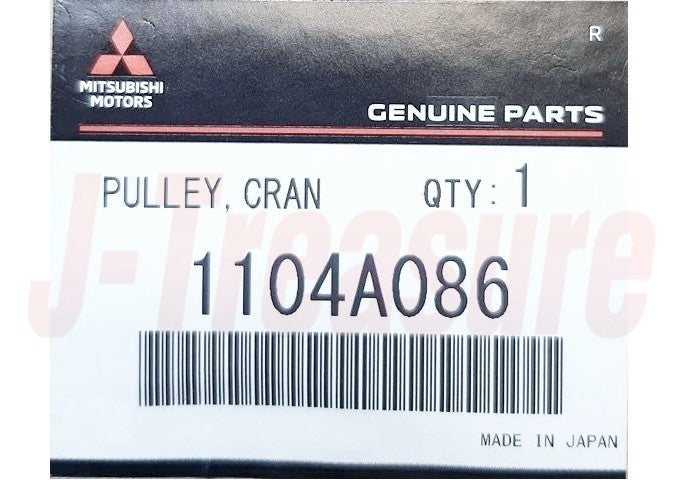 R
MITSUBISHI
MOTORS
GENUINE PARTS
PULLEY, CRAN QTY: 1
1104A086
J-Treasure
MADE IN JAPAN